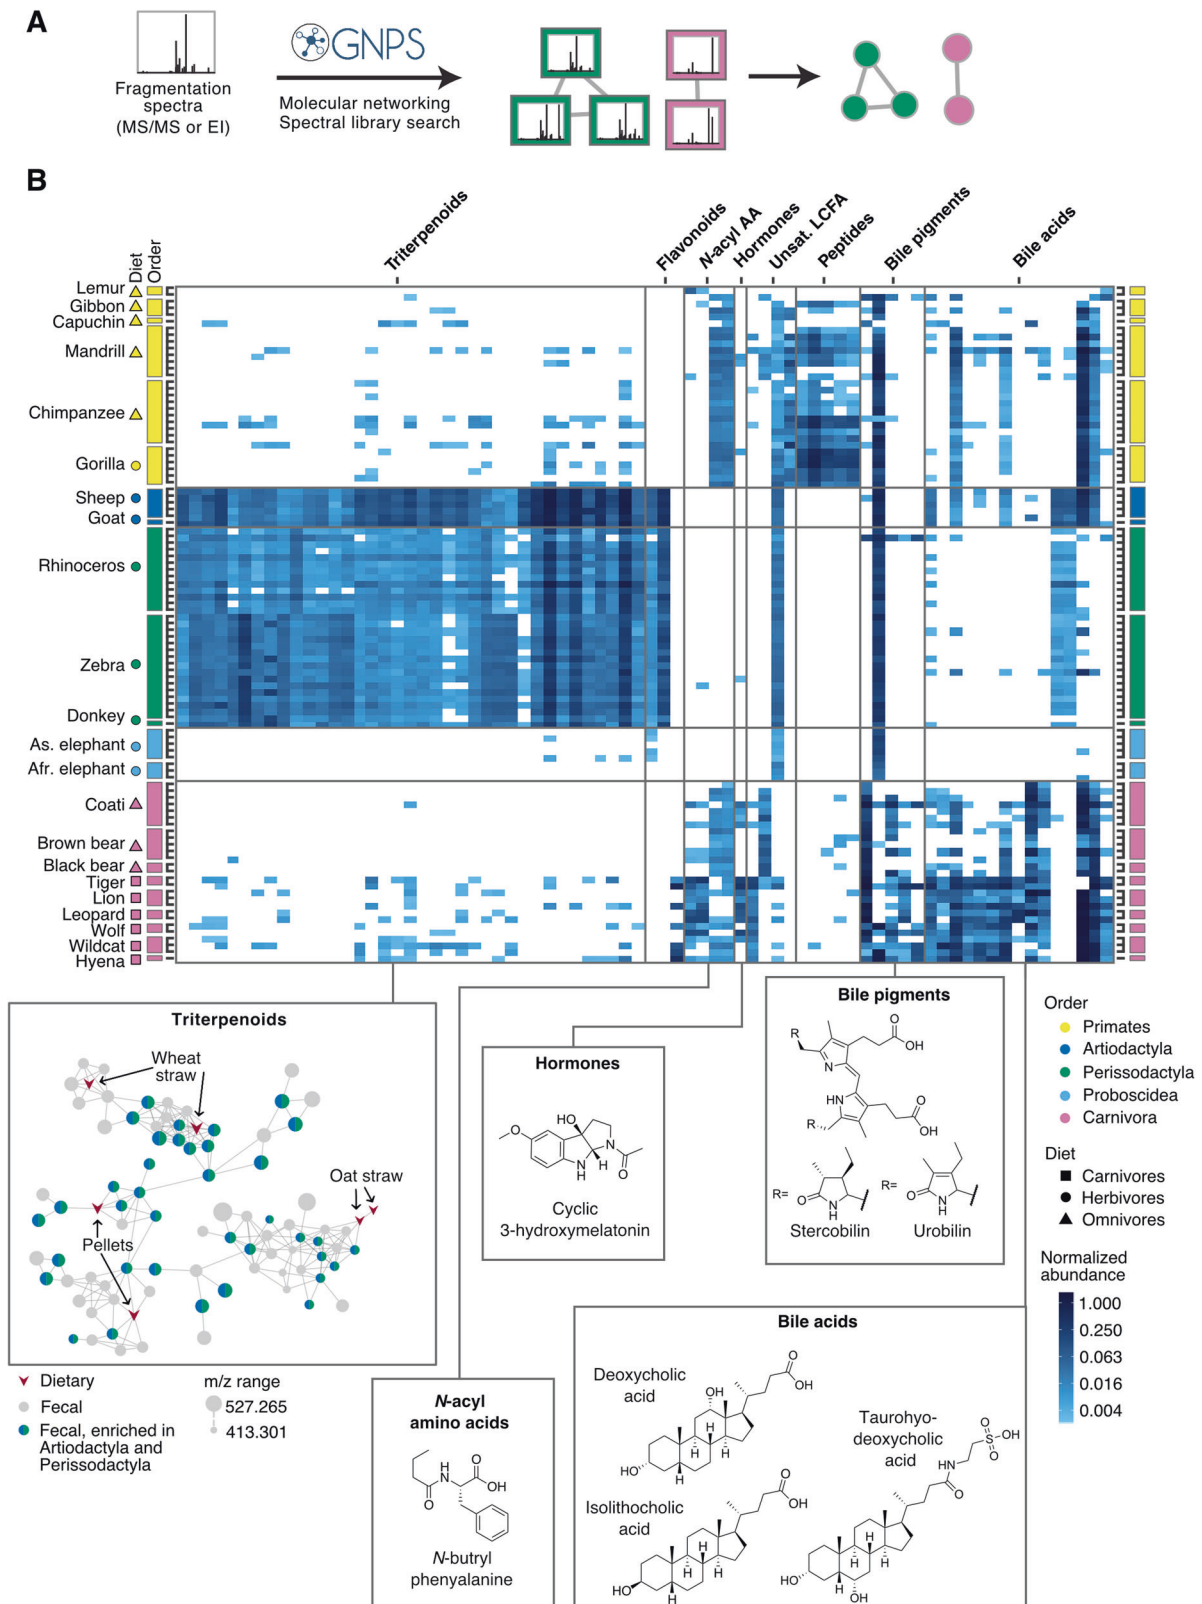 A
GNPS
Fragmentation
spectra
(MS/MS or EI)
Molecular networking
Spectral library search
B
Diet
Order
Triterpenoids
Flavonoids
N-acyl AA
Hormones
Unsat. LCFA
Peptides
Bile pigments
Bile acids
Lemur
Gibbon
Capuchin
Mandrill
Chimpanzee
Gorilla
Sheep
Goat
Rhinoceros
Zebra
Donkey
As. elephant
Afr. elephant
Coati
Brown bear
Black bear
Tiger
Lion
Leopard
Wolf
Wildcat
Hyena
Triterpenoids
Wheat
straw
Oat straw
Pellets
Dietary
Fecal
Fecal, enriched in
Artiodactyla and
Perissodactyla
m/z range
527.265
413.301
N-acyl
amino acids
H
N
O
O
OH
N-butryl
phenyalanine
Hormones
HO
O
N
N
H
H
O
Cyclic
3-hydroxymelatonin
Bile pigments
R
N
O
OH
HN
R
O
OH
R=
O
N
H
Stercobilin
R=
O
N
H
Urobilin
Bile acids
Deoxycholic
acid
OH
O
OH
H
H
H
H
HO
Isolithocholic
acid
O
OH
H
H
H
H
HO
Taurohyo-
deoxycholic
acid
O
S
OH
O
HN
O
H
H
H
H
HO
OH
Order
Primates
Artiodactyla
Perissodactyla
Proboscidea
Carnivora
Diet
Carnivores
Herbivores
Omnivores
Normalized
abundance
1.000
0.250
0.063
0.016
0.004